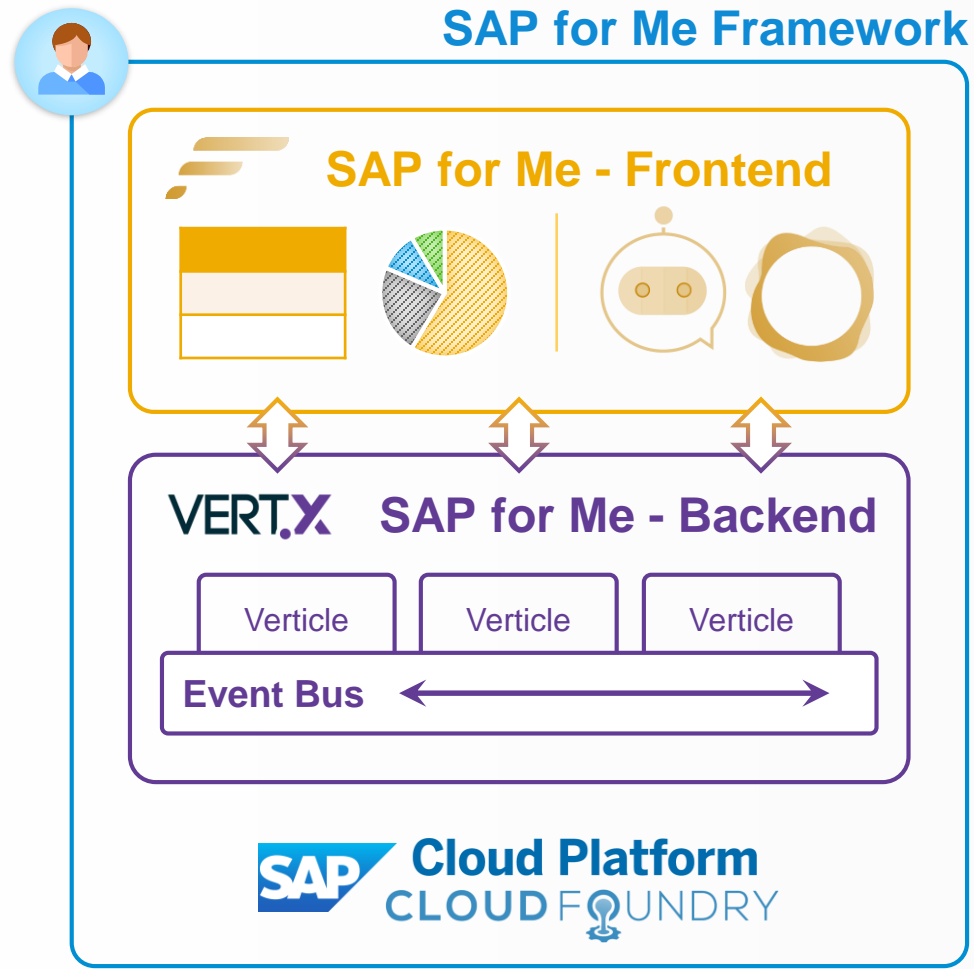 SAP for Me Framework
SAP for Me - Frontend
VERT.X
SAP for Me - Backend
Verticle
Verticle
Verticle
Event Bus
SAP
Cloud Platform
CLOUD FOUNDRY